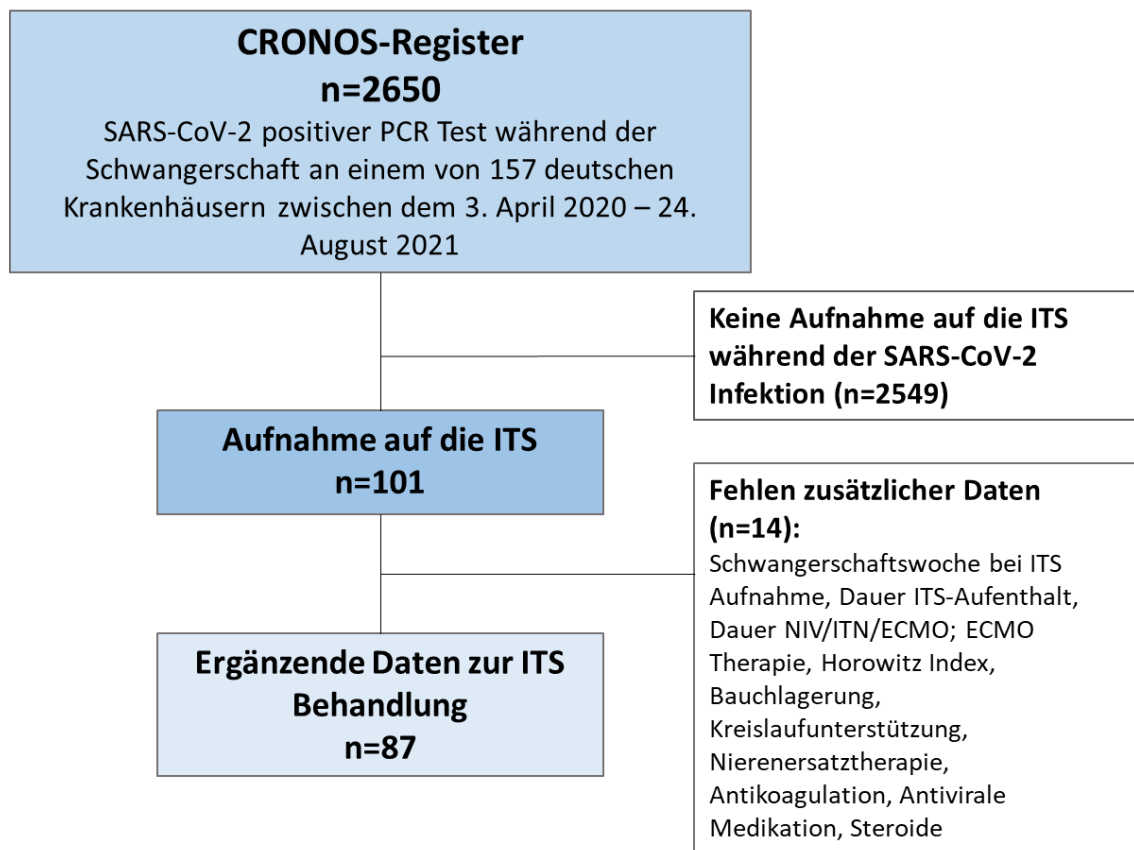 CRONOS-Register
n=2650
SARS-CoV-2 positiver PCR Test während der
Schwangerschaft an einem von 157 deutschen
Krankenhäusern zwischen dem 3. April 2020 – 24.
August 2021
Keine Aufnahme auf die ITS
während der SARS-CoV-2
Infektion (n=2549)
Aufnahme auf die ITS
n=101
Fehlen zusätzlicher Daten
(n=14):
Schwangerschaftswoche bei ITS
Aufnahme, Dauer ITS-Aufenthalt,
Dauer NIV/ITN/ECMO; ECMO
Therapie, Horowitz Index,
Bauchlagerung,
Kreislaufunterstützung,
Nierenersatztherapie,
Antikoagulation, Antivirale
Medikation, Steroide
Ergänzende Daten zur ITS
Behandlung
n=87